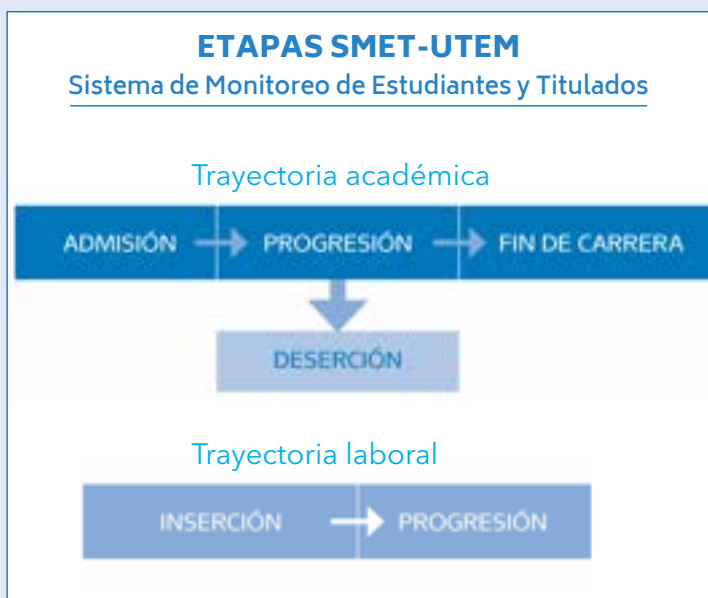 ETAPAS SMET-UTEM
Sistema de Monitoreo de Estudiantes y Titulados
Trayectoria académica
ADMISIÓN PROGRESIÓN FIN DE CARRERA
DESERCIÓN
Trayectoria laboral
INSERCIÓN PROGRESIÓN